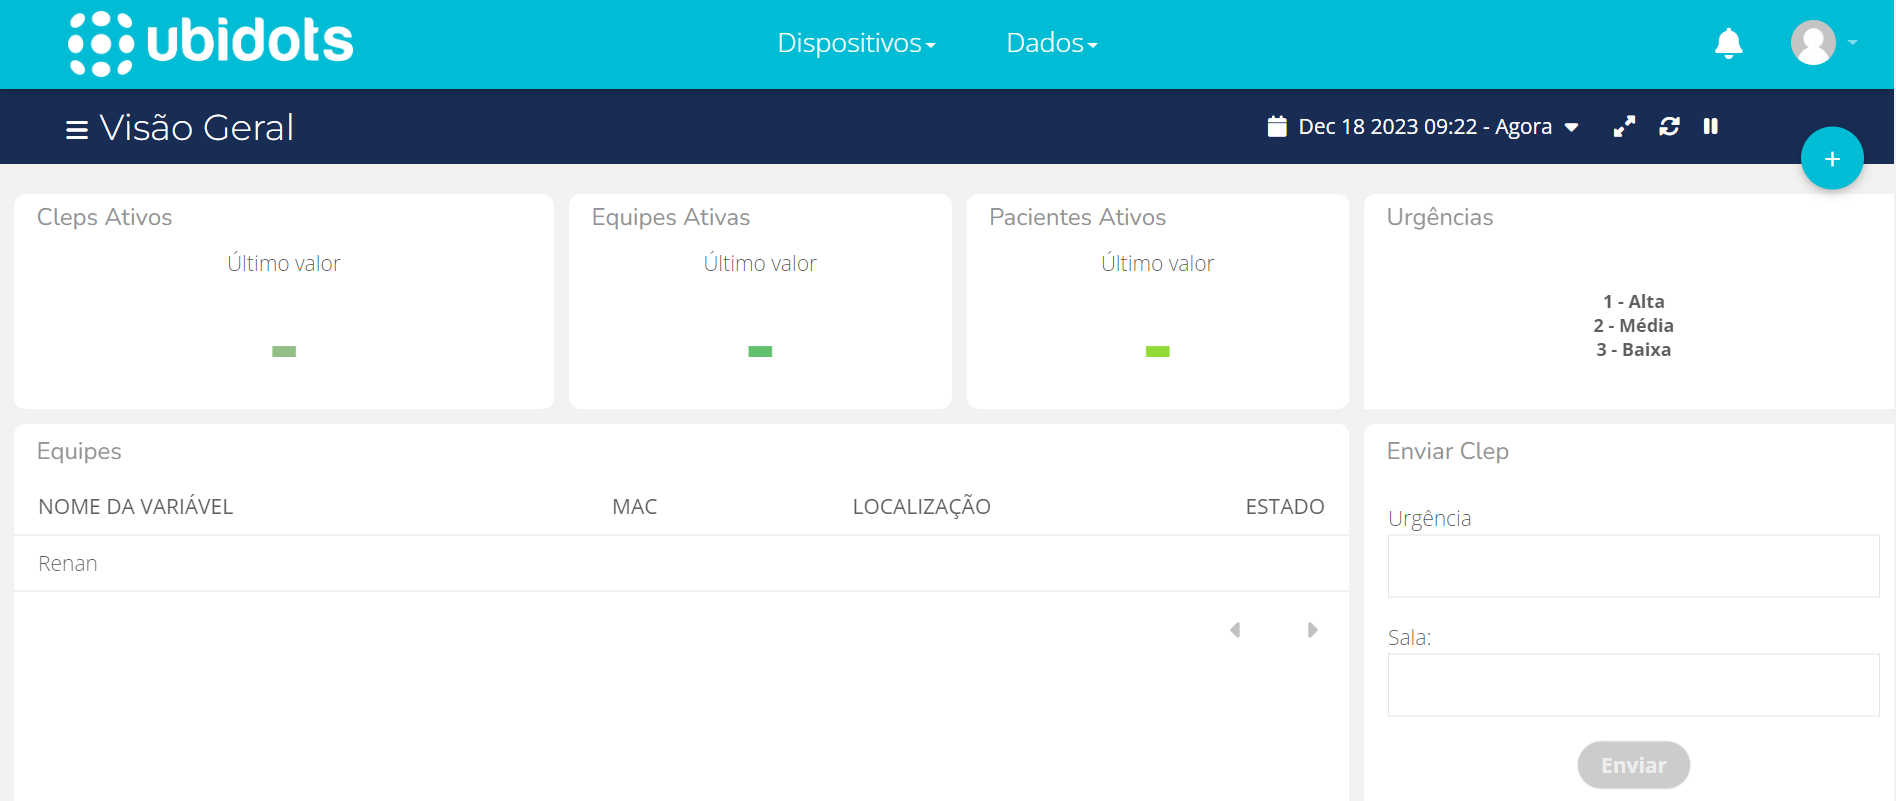 ubidots
Dispositivos
Dados
Visão Geral
Dec 18 2023 09:22 - Agora
+
Cleps Ativos
Último valor
Equipes Ativas
Último valor
Pacientes Ativos
Último valor
Urgências
1 - Alta
2 - Média
3 - Baixa
Equipes
NOME DA VARIÁVEL MAC LOCALIZAÇÃO ESTADO
Renan
Enviar Clep
Urgência
Sala:
Enviar